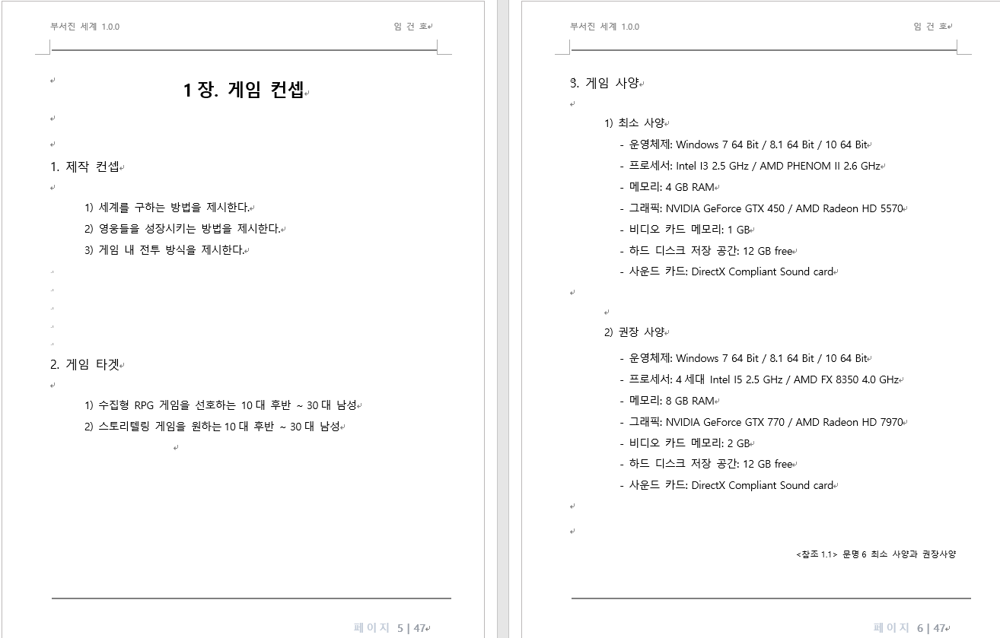 부서진 세계 1.0.0 임 건 호
1장. 게임 컨셉
1. 제작 컨셉
1) 세계를 구하는 방법을 제시한다.
2) 영웅들을 성장시키는 방법을 제시한다.
3) 게임 내 전투 방식을 제시한다.
2. 게임 타겟
1) 수집형 RPG 게임을 선호하는 10대 후반 ~ 30대 남성
2) 스토리텔링 게임을 원하는 10대 후반 ~ 30대 남성
페이지 5 | 47
부서진 세계 1.0.0 임 건 호
3. 게임 사양
1) 최소 사양
- 운영체제: Windows 7 64 Bit / 8.1 64 Bit / 10 64 Bit
- 프로세서: Intel I3 2.5 GHz / AMD PHENOM II 2.6 GHz
- 메모리: 4 GB RAM
- 그래픽: NVIDIA GeForce GTX 450 / AMD Radeon HD 5570
- 비디오 카드 메모리: 1 GB
- 하드 디스크 저장 공간: 12 GB free
- 사운드 카드: DirectX Compliant Sound card
2) 권장 사양
- 운영체제: Windows 7 64 Bit / 8.1 64 Bit / 10 64 Bit
- 프로세서: 4세대 Intel I5 2.5 GHz / AMD FX 8350 4.0 GHz
- 메모리: 8 GB RAM
- 그래픽: NVIDIA GeForce GTX 770 / AMD Radeon HD 7970
- 비디오 카드 메모리: 2 GB
- 하드 디스크 저장 공간: 12 GB free
- 사운드 카드: DirectX Compliant Sound card
<참조 1.1> 문명 6 최소 사양과 권장사양
페이지 6 | 47